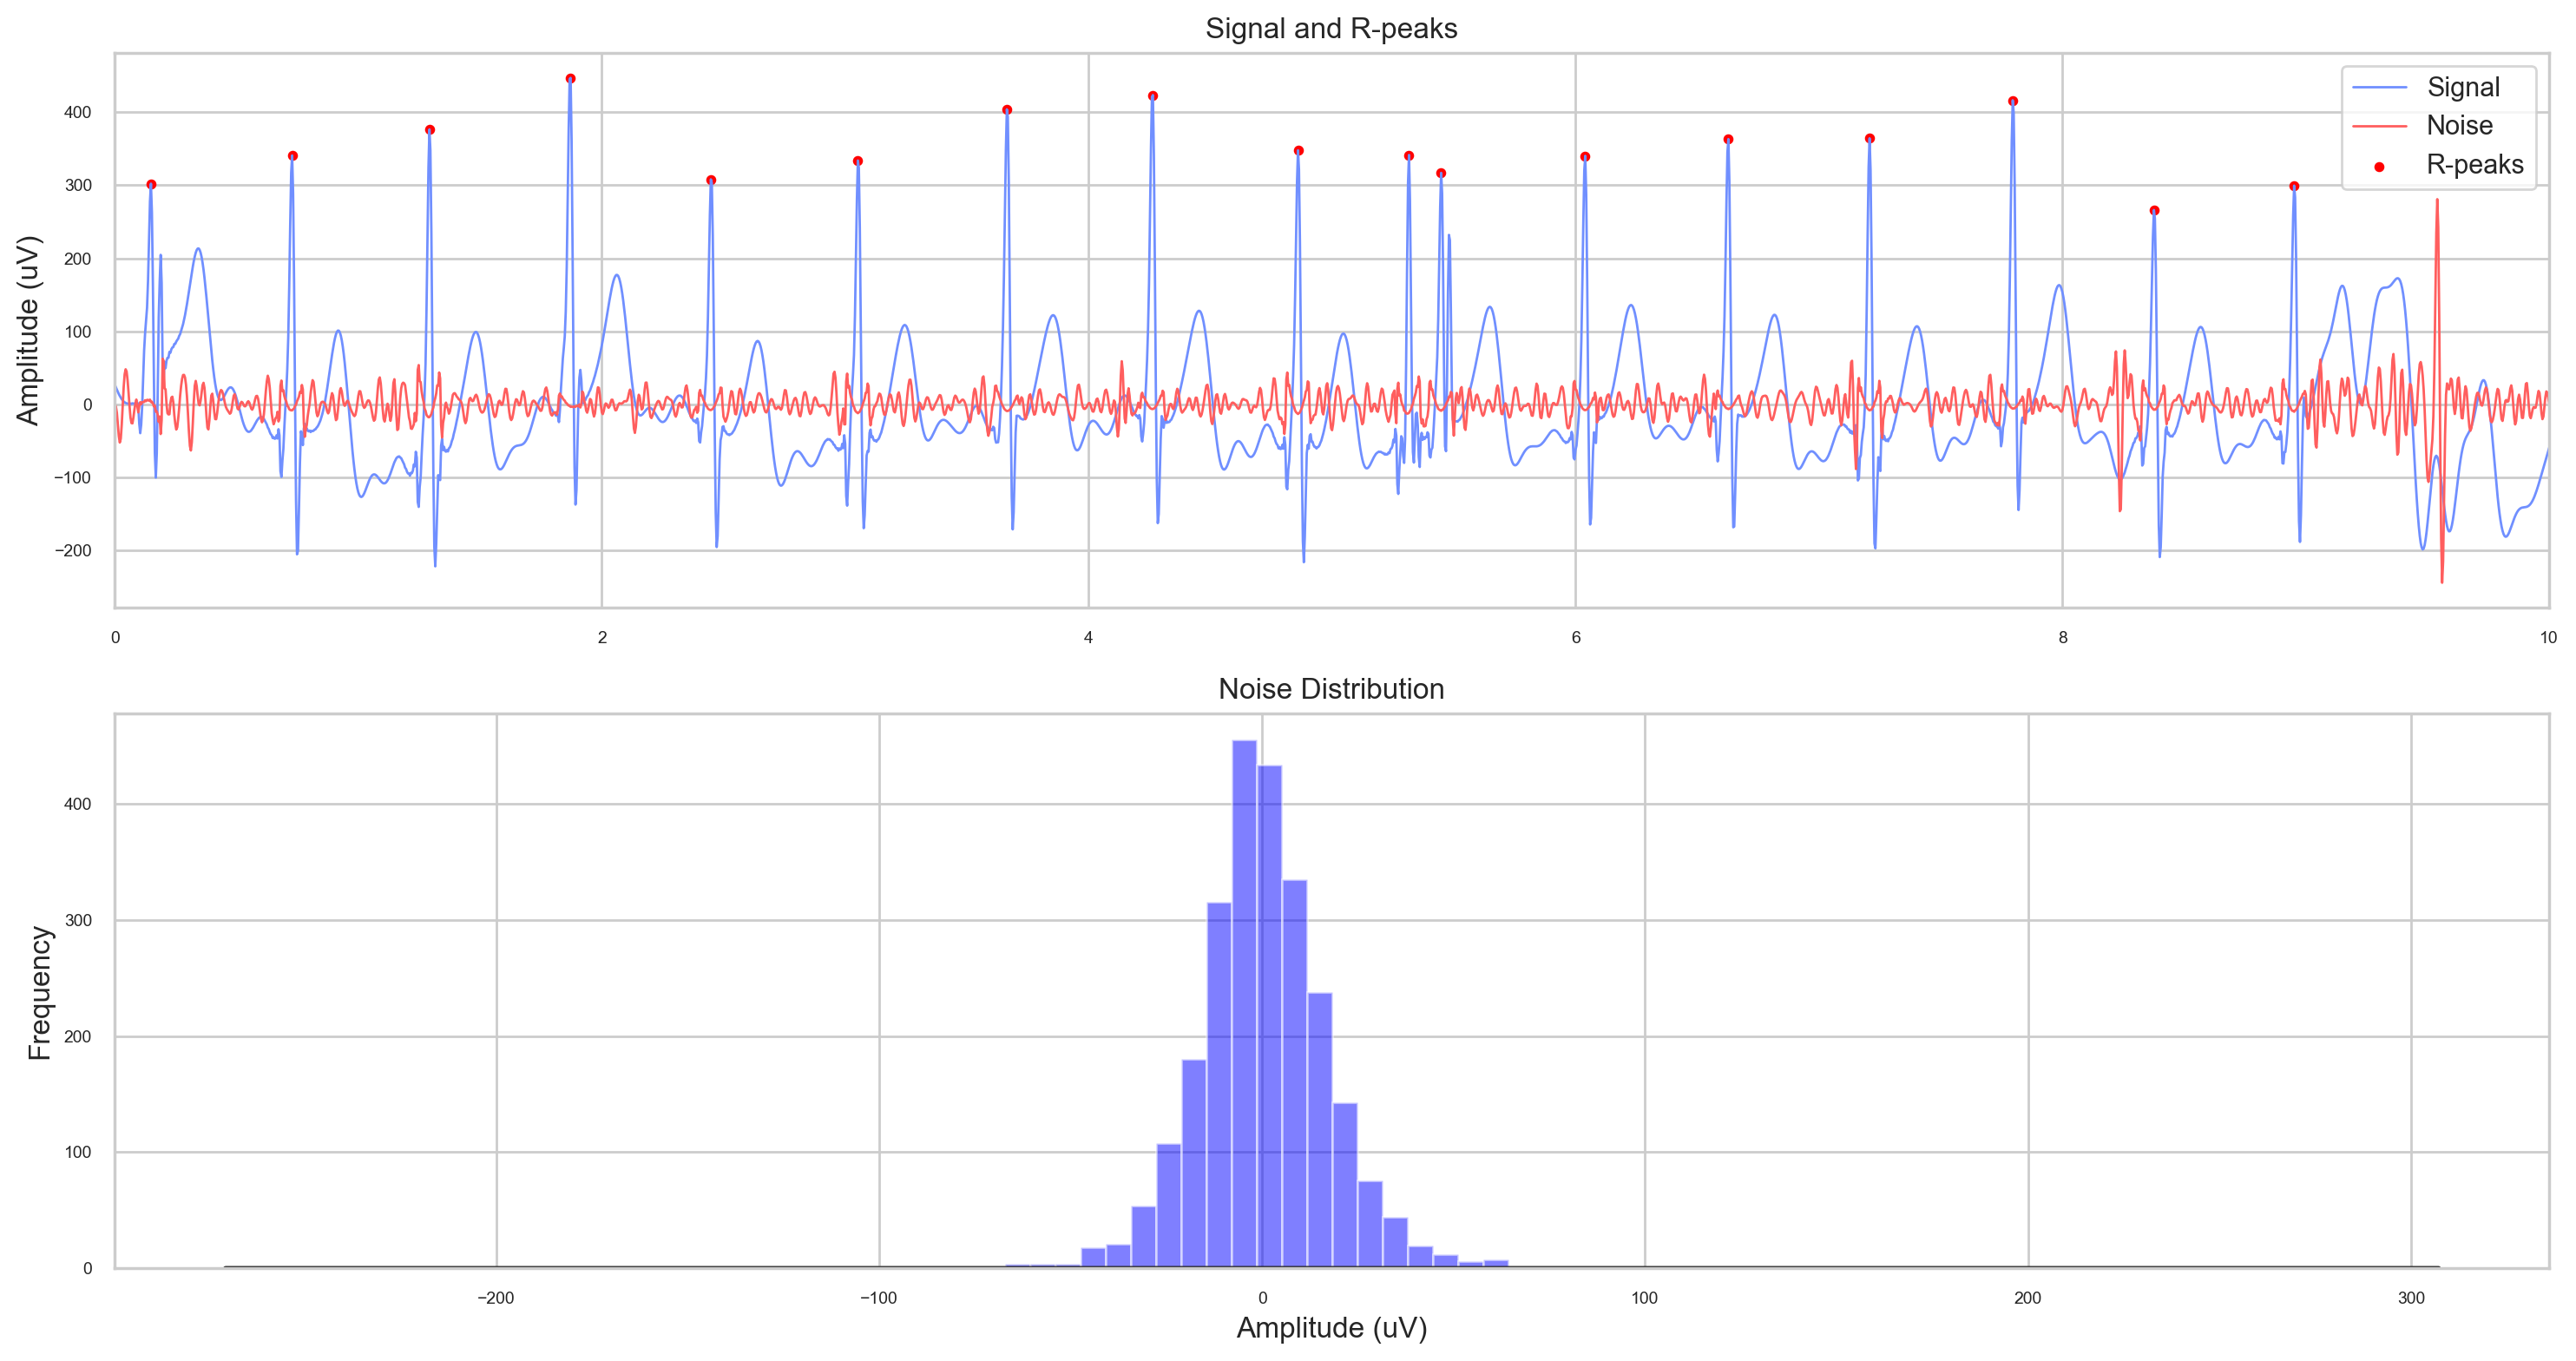 Signal and R-peaks
Amplitude (uV)
400
300
200
100
0
−100
−200
Signal
Noise
R-peaks
0 2 4 6 8 10
Noise Distribution
Frequency
400
300
200
100
0
−200 −100 0 100 200 300
Amplitude (uV)